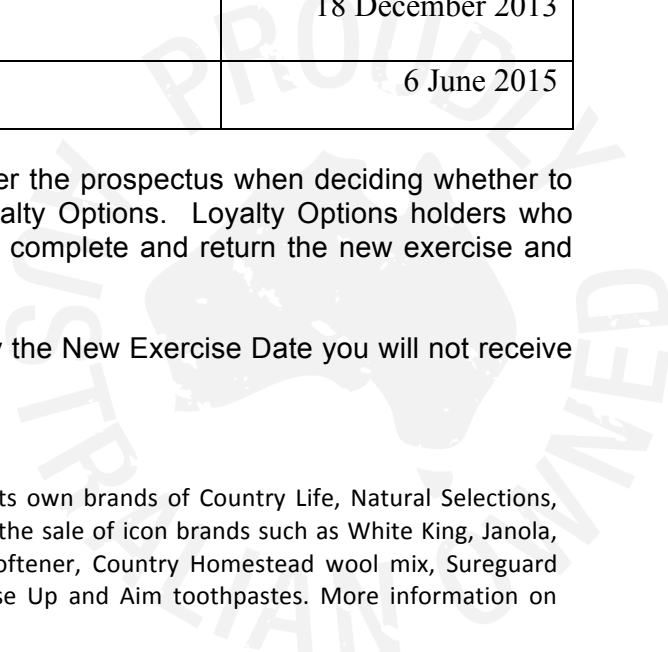 18 December 2013
6 June 2015
er the prospectus when deciding whether to
alty Options. Loyalty Options holders who
complete and return the new exercise and
the New Exercise Date you will not receive
ts own brands of Country Life, Natural Selections,
the sale of icon brands such as White King, Janola,
oftener, Country Homestead wool mix, Sureguard
se Up and Aim toothpastes. More information on
PROUDLY
AUSTRALIAN OWNED